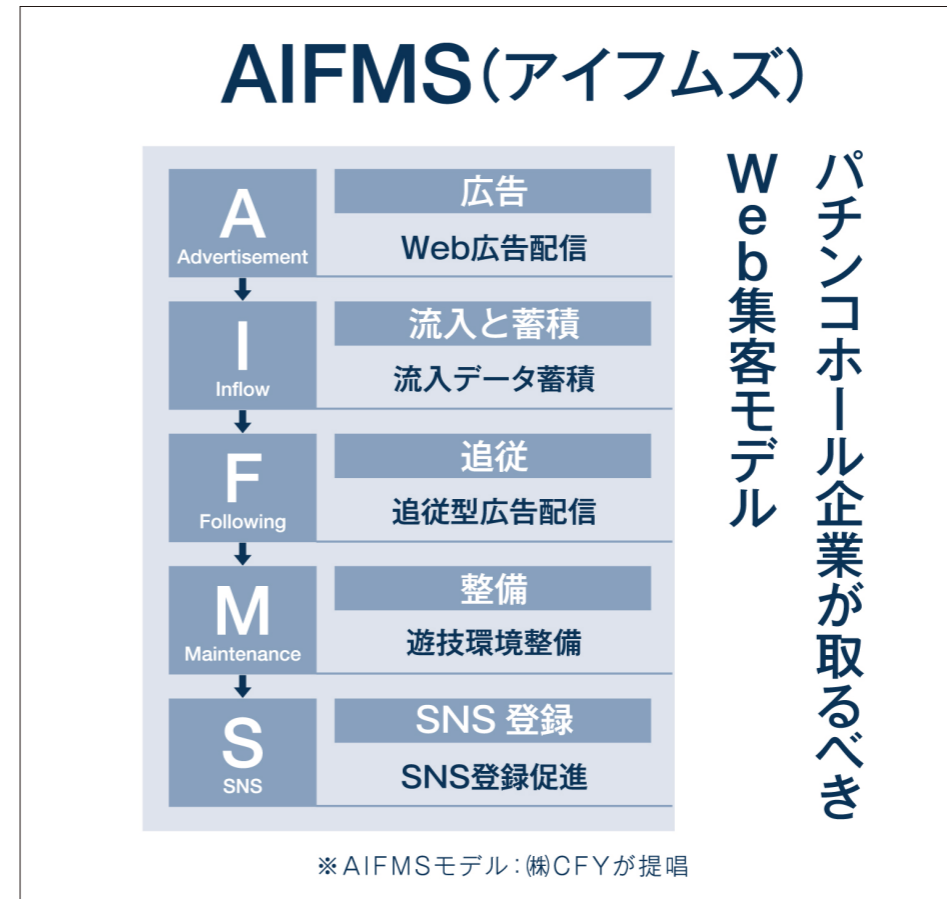 AIFMS(アイフムズ)
パチンコホール企業が取るべき
Web集客モデル
A
Advertisement
広告
Web広告配信
I
Inflow
流入と蓄積
流入データ蓄積
F
Following
追従
追従型広告配信
M
Maintenance
整備
遊技環境整備
S
SNS
SNS 登録
SNS登録促進
※AIFMSモデル:㈱CFYが提唱